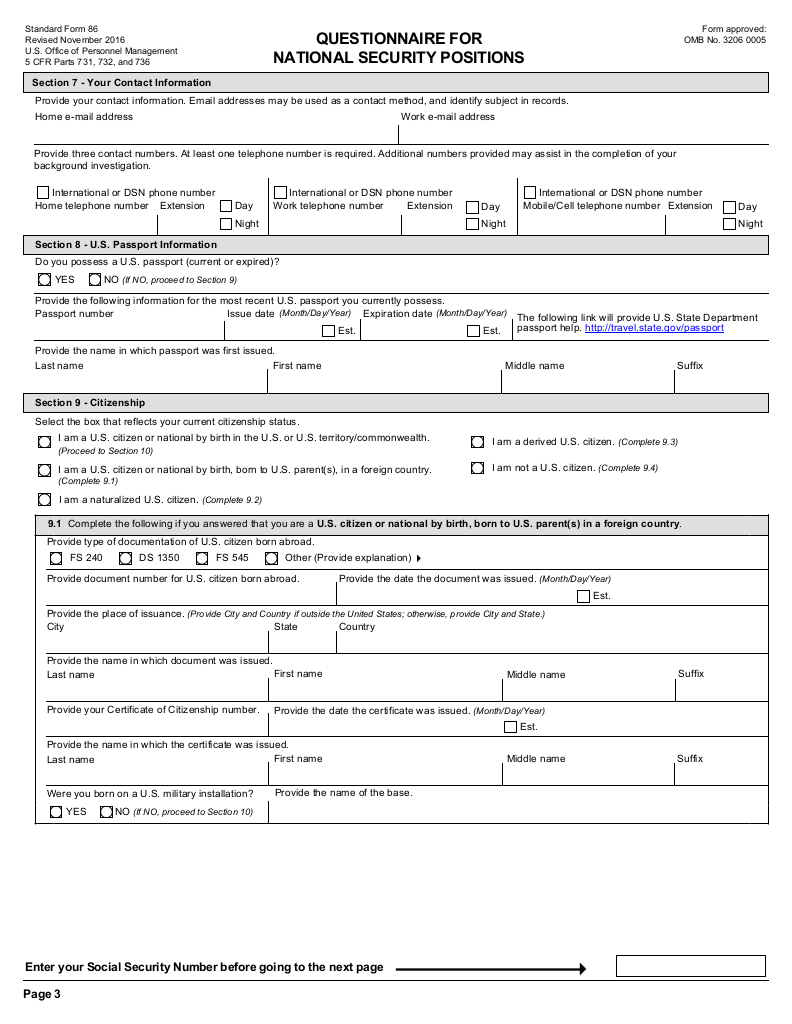 Standard Form 86
Revised November 2016
U.S. Office of Personnel Management
5 CFR Parts 731, 732, and 736
QUESTIONNAIRE FOR
NATIONAL SECURITY POSITIONS
Form approved:
OMB No. 3206 0005
Section 7 - Your Contact Information
Provide your contact information. Email addresses may be used as a contact method, and identify subject in records.
Home e-mail address Work e-mail address
Provide three contact numbers. At least one telephone number is required. Additional numbers provided may assist in the completion of your
background investigation.
International or DSN phone number International or DSN phone number International or DSN phone number
Home telephone number Extension Day Work telephone number Extension Day Mobile/Cell telephone number Extension Day
Night Night Night
Section 8 - U.S. Passport Information
Do you possess a U.S. passport (current or expired)?
YES NO (If NO, proceed to Section 9)
Provide the following information for the most recent U.S. passport you currently possess.
Passport number Issue date (Month/Day/Year) Expiration date (Month/Day/Year)
Est. Est.
The following link will provide U.S. State Department
passport help. http://travel.state.gov/passport
Provide the name in which passport was first issued.
Last name First name Middle name Suffix
Section 9 - Citizenship
Select the box that reflects your current citizenship status.
I am a U.S. citizen or national by birth in the U.S. or U.S. territory/commonwealth.
(Proceed to Section 10)
I am a derived U.S. citizen. (Complete 9.3)
I am a U.S. citizen or national by birth, born to U.S. parent(s), in a foreign country.
(Complete 9.1)
I am not a U.S. citizen. (Complete 9.4)
I am a naturalized U.S. citizen. (Complete 9.2)
9.1 Complete the following if you answered that you are a U.S. citizen or national by birth, born to U.S. parent(s) in a foreign country.
Provide type of documentation of U.S. citizen born abroad.
FS 240 DS 1350 FS 545 Other (Provide explanation)
Provide document number for U.S. citizen born abroad. Provide the date the document was issued. (Month/Day/Year)
Est.
Provide the place of issuance. (Provide City and Country if outside the United States; otherwise, provide City and State.)
City State Country
Provide the name in which document was issued.
Last name First name Middle name Suffix
Provide your Certificate of Citizenship number. Provide the date the certificate was issued. (Month/Day/Year)
Est.
Provide the name in which the certificate was issued.
Last name First name Middle name Suffix
Were you born on a U.S. military installation? Provide the name of the base.
YES NO (If NO, proceed to Section 10)
Enter your Social Security Number before going to the next page
Page 3